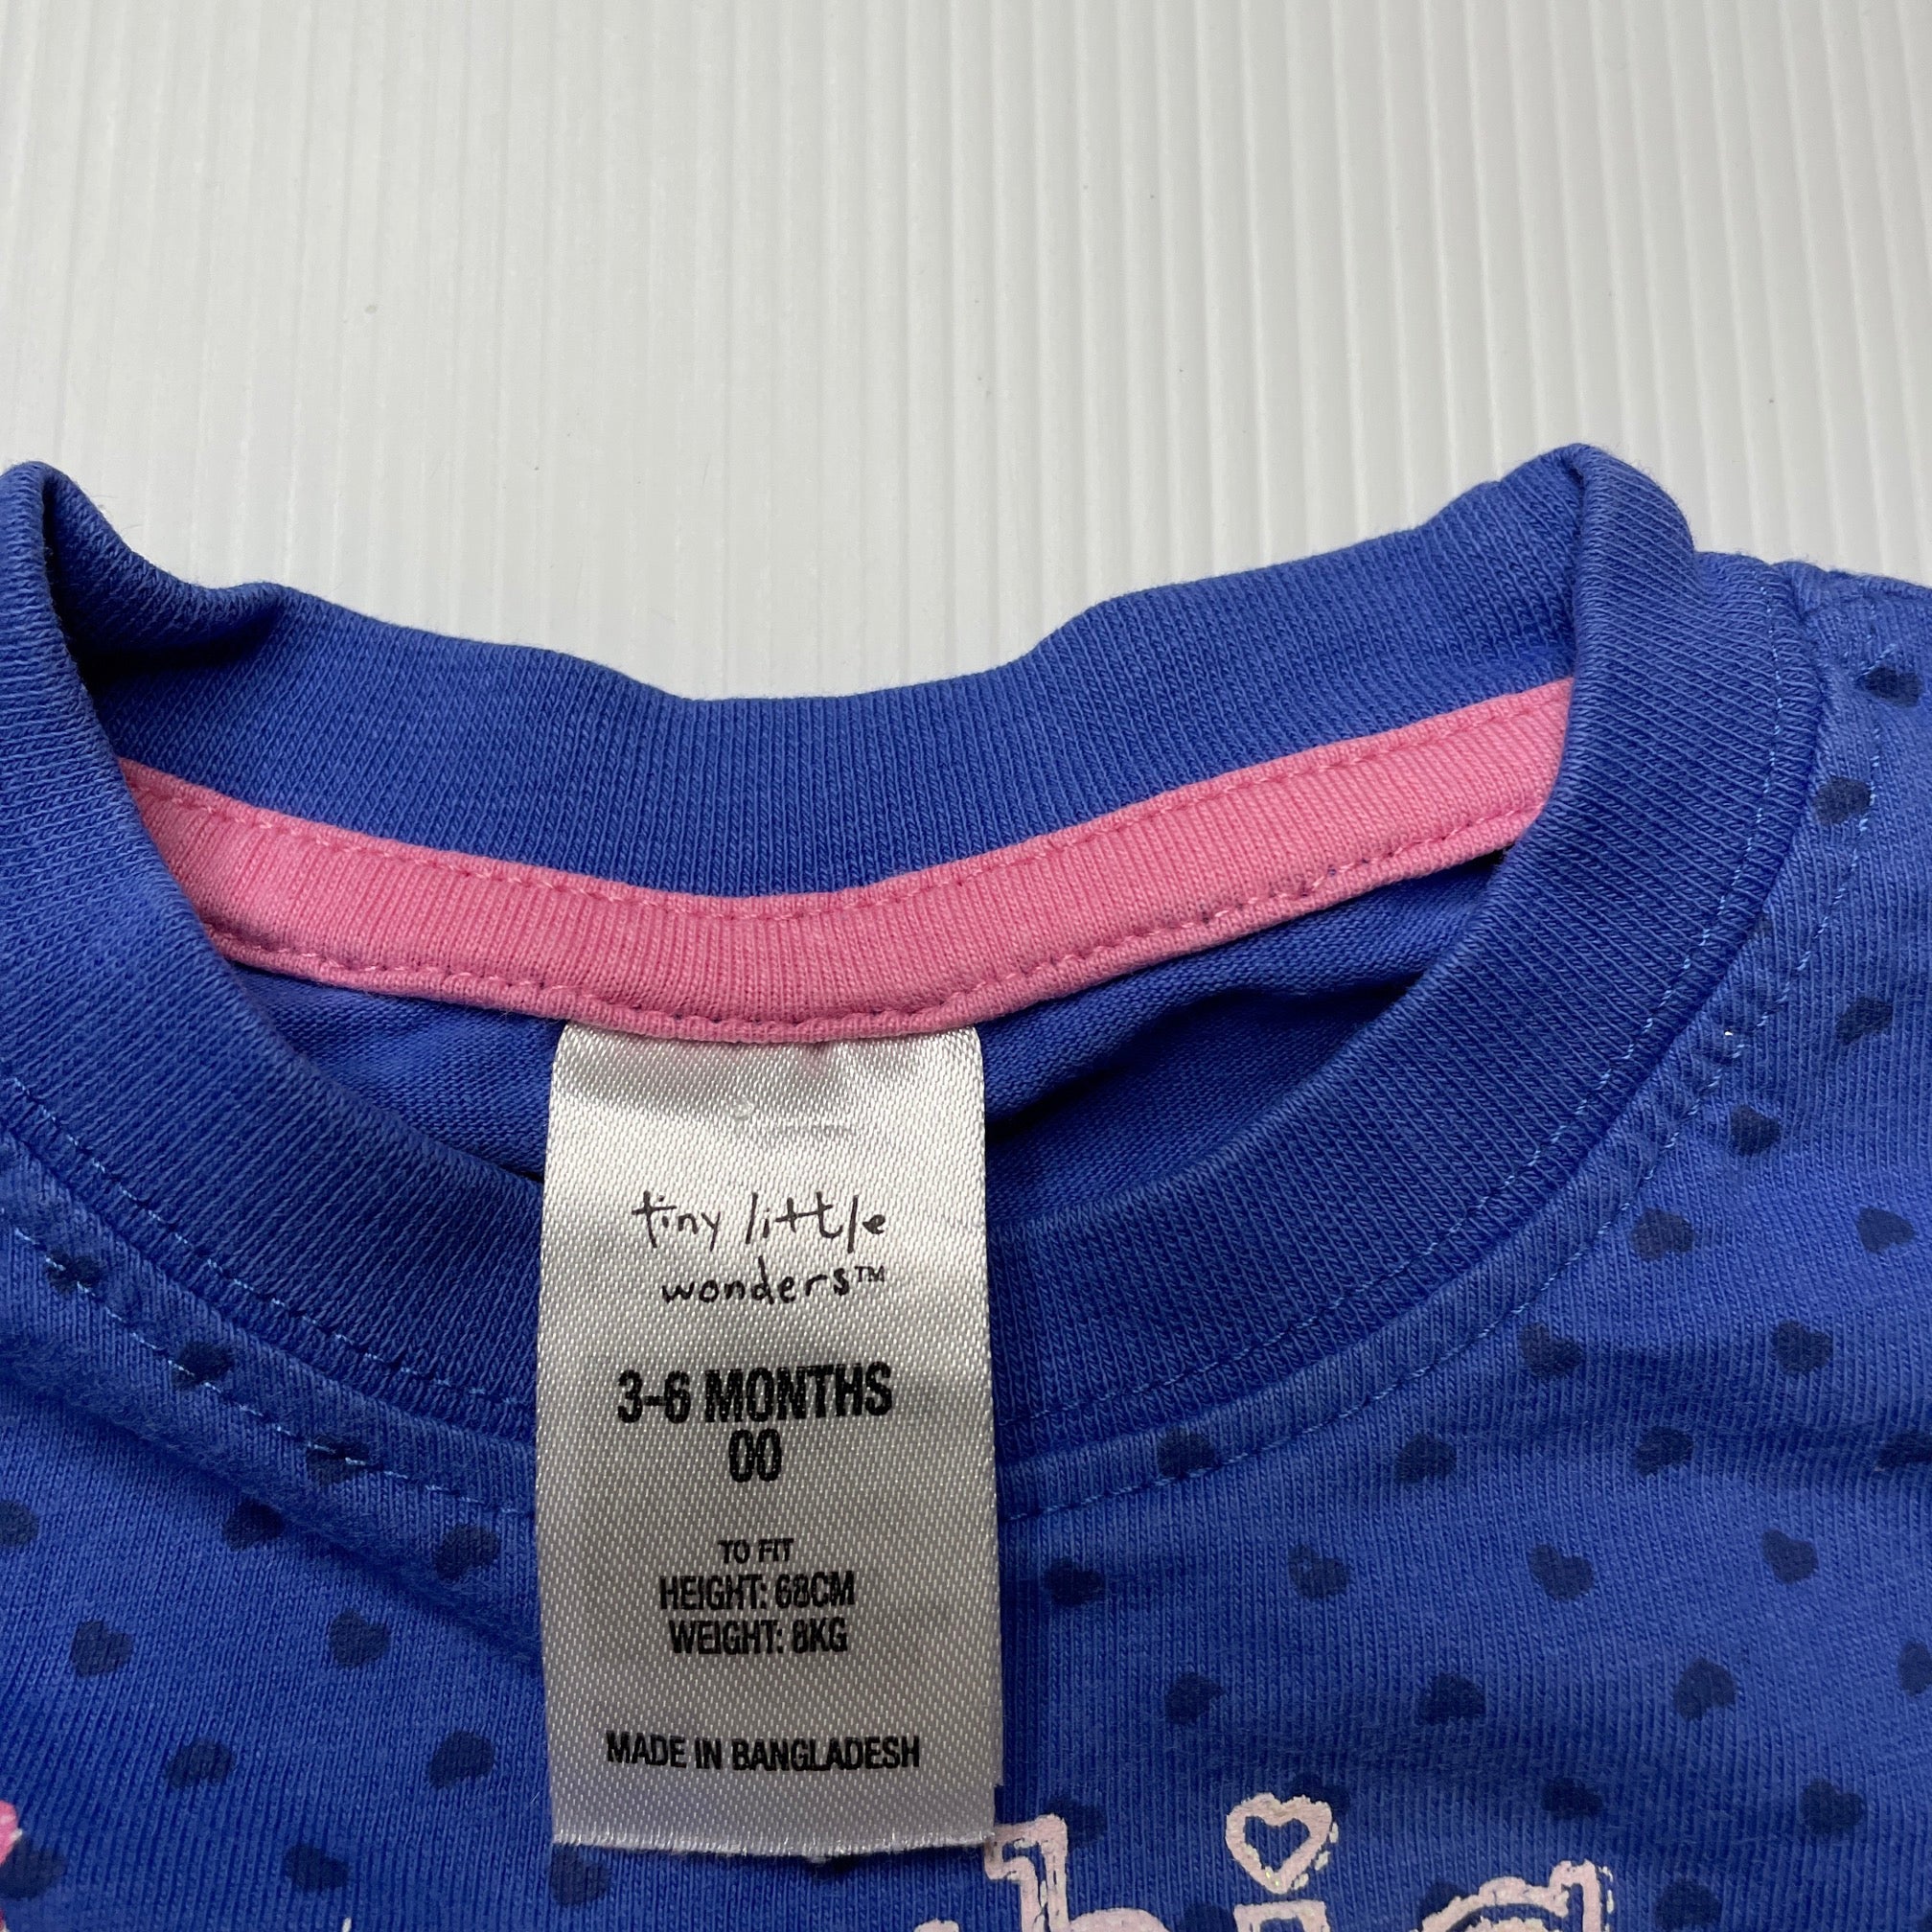 tiny little
wonders™
3-6 MONTHS
00
TO FIT
HEIGHT: 68CM
WEIGHT: 8KG
MADE IN BANGLADESH